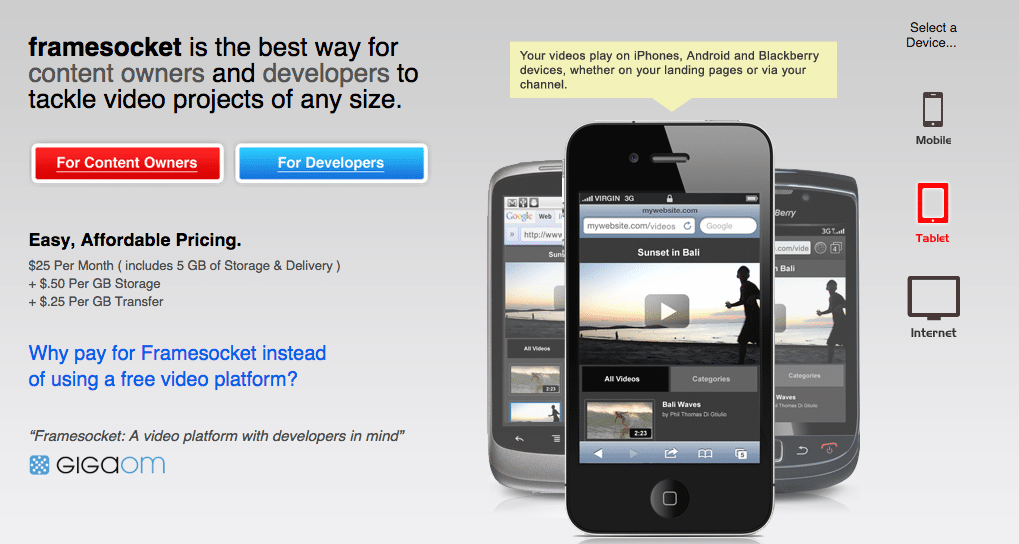 framesocket is the best way for
content owners and developers to
tackle video projects of any size.
For Content Owners
For Developers
Easy, Affordable Pricing.
$25 Per Month ( includes 5 GB of Storage & Delivery )
+ $.50 Per GB Storage
+ $.25 Per GB Transfer
Why pay for Framesocket instead
of using a free video platform?
“Framesocket: A video platform with developers in mind”
GIGAOM
Your videos play on iPhones, Android and Blackberry
devices, whether on your landing pages or via your
channel.
Google Web
» http://www
All Videos
2:23
VIRGIN 3G
mywebsite.com
mywebsite.com/videos
Google
Sunset in Bali
All Videos
Categories
Bali Waves
by Phil Thomas Di Giulio
2:23
5
Berry
3G
.com/vide
4
Bali
Categories
Waves
Phil Thomas Di Giulio
Select a
Device...
Mobile
Tablet
Internet